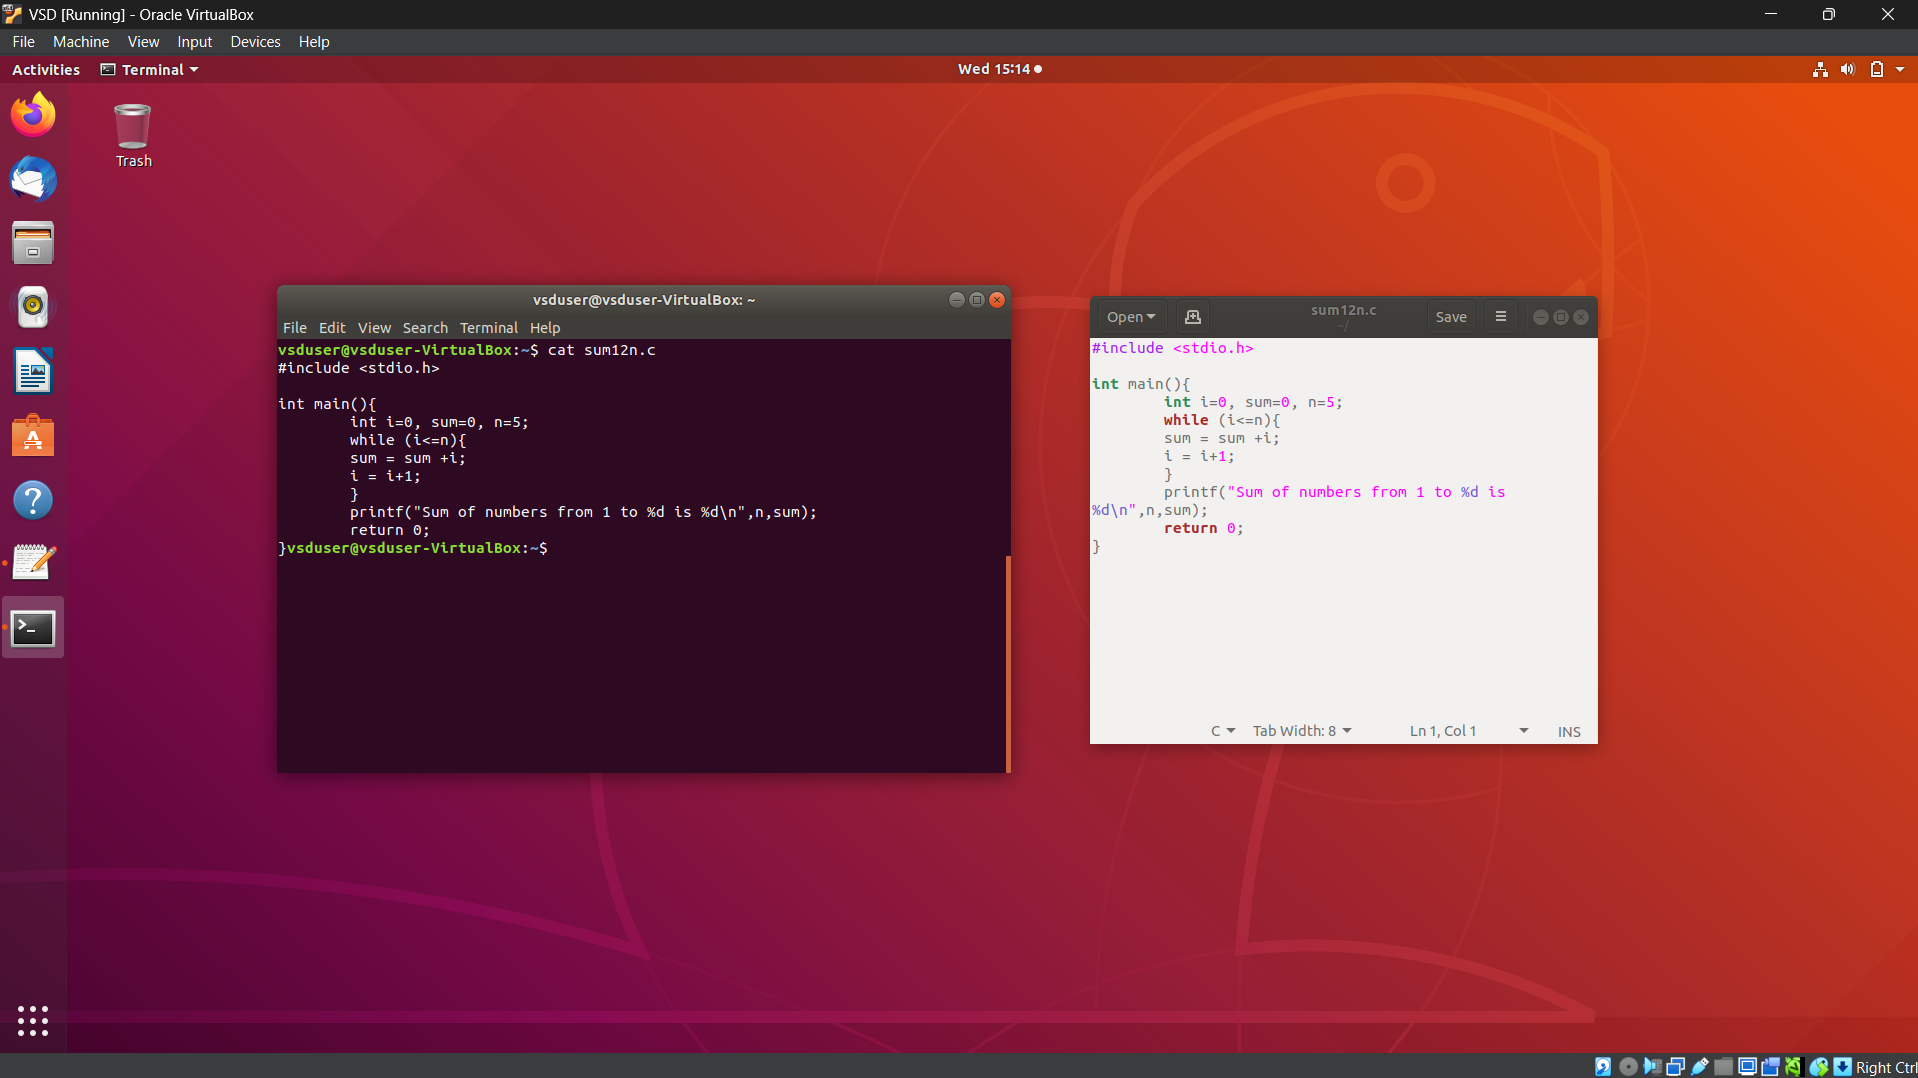 VSD [Running] - Oracle VirtualBox
File Machine View Input Devices Help
Activities Terminal Wed 15:14
Trash
vsduser@vsduser-VirtualBox: ~
File Edit View Search Terminal Help
vsduser@vsduser-VirtualBox:~$ cat sum12n.c
#include <stdio.h>
int main(){
int i=0, sum=0, n=5;
while (i<=n){
sum = sum +i;
i = i+1;
}
printf("Sum of numbers from 1 to %d is %d\n",n,sum);
return 0;
}vsduser@vsduser-VirtualBox:~$
Open sum12n.c Save
~/
#include <stdio.h>
int main(){
int i=0, sum=0, n=5;
while (i<=n){
sum = sum +i;
i = i+1;
}
printf("Sum of numbers from 1 to %d is
%d\n",n,sum);
return 0;
}
C Tab Width: 8 Ln 1, Col 1 INS
Right Ctrl